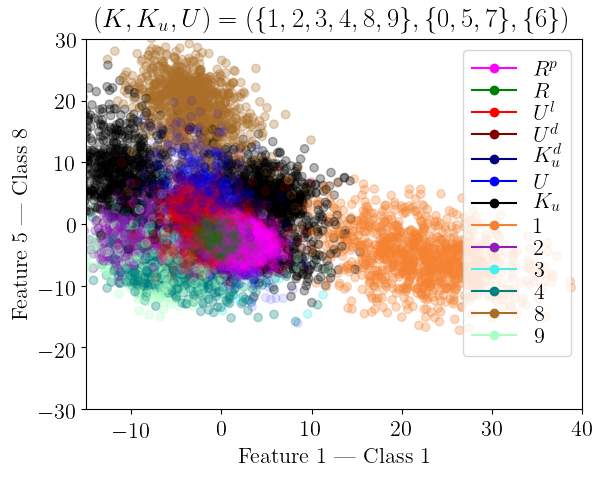 (K, K_u, U) = ({1, 2, 3, 4, 8, 9}, {0, 5, 7}, {6})
30
20
10
0
−10
−20
−30
Feature 5 — Class 8
R^p
R
U^l
U^d
K_u^d
U
K_u
1
2
3
4
8
9
−10
0
10
20
30
40
Feature 1 — Class 1